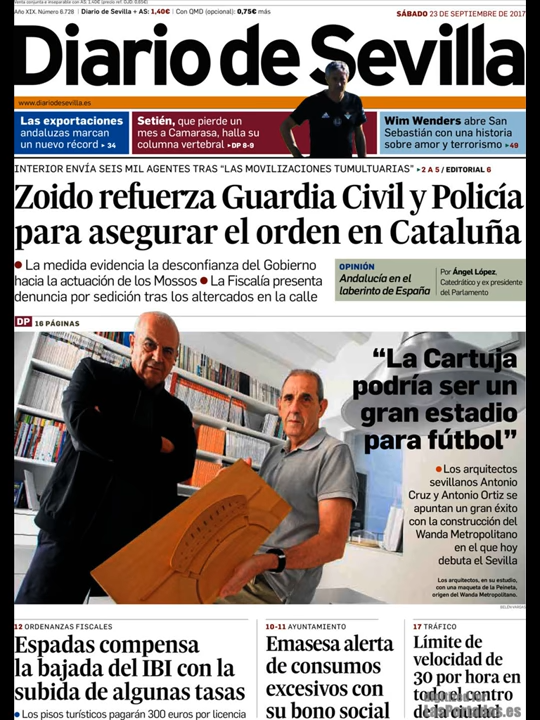 Venta conjunta e inseparable con AS: 1,40€ (precio ref. OJD: 0.65€)
Año XIX. Número 6.728 | Diario de Sevilla + AS: 1,40€ | Con QMD (opcional): 0,75€ más
SÁBADO 23 DE SEPTIEMBRE DE 2017
Diario de Sevilla
www.diariodesevilla.es
Las exportaciones
andaluzas marcan
un nuevo récord ▸34
Setién, que pierde un
mes a Camarasa, halla su
columna vertebral ▸DP 8-9
Wim Wenders abre San
Sebastián con una historia
sobre amor y terrorismo ▸49
INTERIOR ENVÍA SEIS MIL AGENTES TRAS “LAS MOVILIZACIONES TUMULTUARIAS” ▸2 A 5 / EDITORIAL 6
Zoido refuerza Guardia Civil y Policía
para asegurar el orden en Cataluña
● La medida evidencia la desconfianza del Gobierno
hacia la actuación de los Mossos ● La Fiscalía presenta
denuncia por sedición tras los altercados en la calle
OPINIÓN
Andalucía en el
laberinto de España
Por Ángel López,
Catedrático y ex presidente
del Parlamento
DP 16 PÁGINAS
“La Cartuja
podría ser un
gran estadio
para fútbol”
● Los arquitectos
sevillanos Antonio
Cruz y Antonio Ortiz se
apuntan un gran éxito
con la construcción del
Wanda Metropolitano
en el que hoy
debuta el Sevilla
Los arquitectos, en su estudio,
con una maqueta de la Peineta,
origen del Wanda Metropolitano.
BELÉN VARGAS
12 ORDENANZAS FISCALES
Espadas compensa
la bajada del IBI con la
subida de algunas tasas
● Los pisos turísticos pagarán 300 euros por licencia
10-11 AYUNTAMIENTO
Emasesa alerta
de consumos
excesivos con
su bono social
17 TRÁFICO
Límite de
velocidad de
30 por hora en
todo el centro
de la ciudad
LasPortadas.es